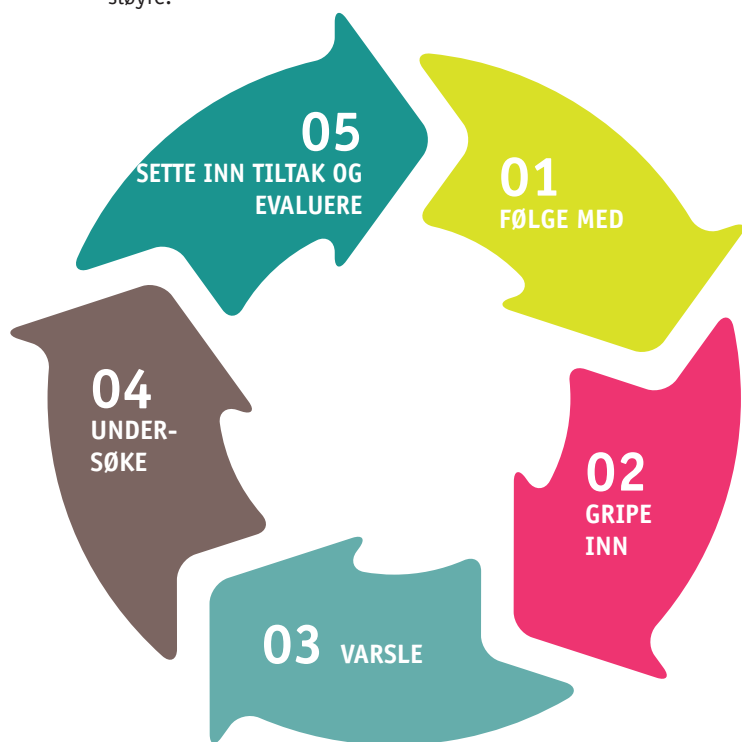 01
FØLGE MED
02
GRIPE
INN
03 VARSLE
04
UNDER-
SØKE
05
SETTE INN TILTAK OG
EVALUERE